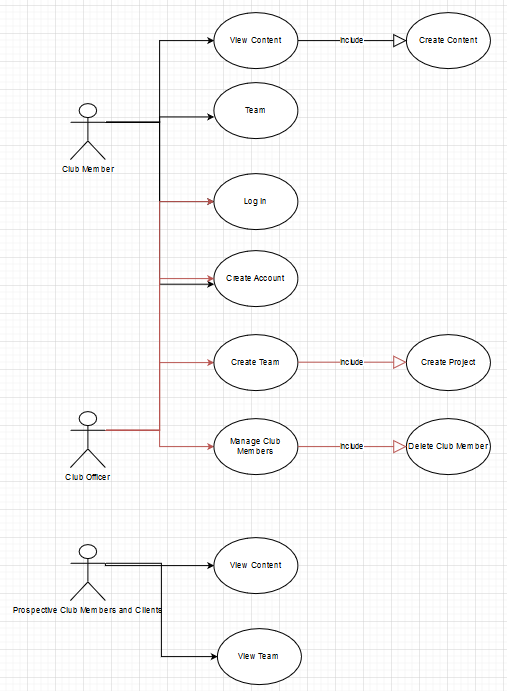 View Content
Include
Create Content
Team
Club Member
Log In
Create Account
Create Team
Include
Create Project
Manage Club
Members
Include
Delete Club Member
Club Officer
View Content
Prospective Club Members and Clients
View Team